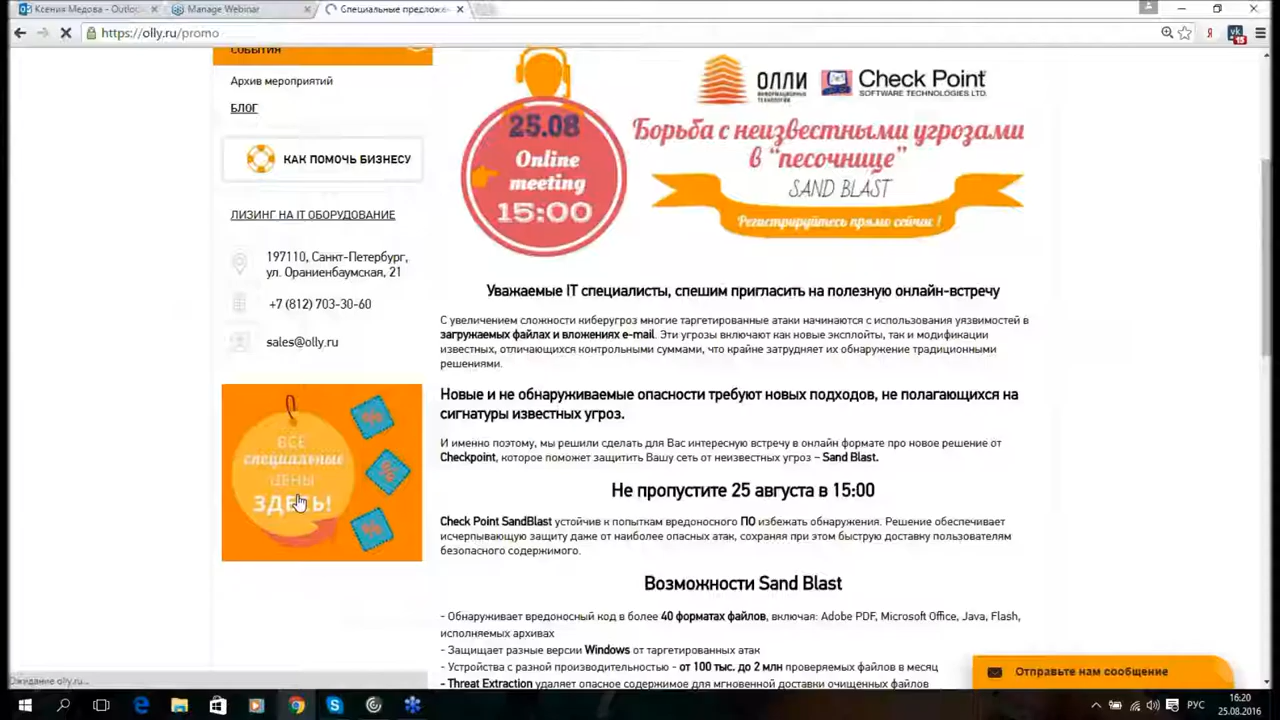 Ксения Медова - Outloo
Manage Webinar
Специальные предложе
https://olly.ru/promo
СОБЫТИЯ
Архив мероприятий
БЛОГ
КАК ПОМОЧЬ БИЗНЕСУ
ЛИЗИНГ НА IT ОБОРУДОВАНИЕ
197110, Санкт-Петербург,
ул. Ораниенбаумская, 21
+7 (812) 703-30-60
sales@olly.ru
ВСЕ
специальные
ЦЕНЫ
ЗДЕСЬ!
25.08
Online
meeting
15:00
ОЛЛИ
ИНФОРМАЦИОННЫЕ
ТЕХНОЛОГИИ
Check Point
SOFTWARE TECHNOLOGIES LTD.
Борьба с неизвестными угрозами
в "песочнице"
SAND BLAST
Регистрируйтесь прямо сейчас !
Уважаемые IT специалисты, спешим пригласить на полезную онлайн-встречу
С увеличением сложности киберугроз многие таргетированные атаки начинаются с использования уязвимостей в
загружаемых файлах и вложениях e-mail. Эти угрозы включают как новые эксплойты, так и модификации
известных, отличающихся контрольными суммами, что крайне затрудняет их обнаружение традиционными
решениями.
Новые и не обнаруживаемые опасности требуют новых подходов, не полагающихся на
сигнатуры известных угроз.
И именно поэтому, мы решили сделать для Вас интересную встречу в онлайн формате про новое решение от
Checkpoint, которое поможет защитить Вашу сеть от неизвестных угроз – Sand Blast.
Не пропустите 25 августа в 15:00
Check Point SandBlast устойчив к попыткам вредоносного ПО избежать обнаружения. Решение обеспечивает
исчерпывающую защиту даже от наиболее опасных атак, сохраняя при этом быструю доставку пользователям
безопасного содержимого.
Возможности Sand Blast
- Обнаруживает вредоносный код в более 40 форматах файлов, включая: Adobe PDF, Microsoft Office, Java, Flash,
исполняемых архивах
- Защищает разные версии Windows от таргетированных атак
- Устройства с разной производительностью - от 100 тыс. до 2 млн проверяемых файлов в месяц
- Threat Extraction удаляет опасное содержимое для мгновенной доставки очищенных файлов
Отправьте нам сообщение
Ожидание olly.ru...
РУС
16:20
25.08.2016